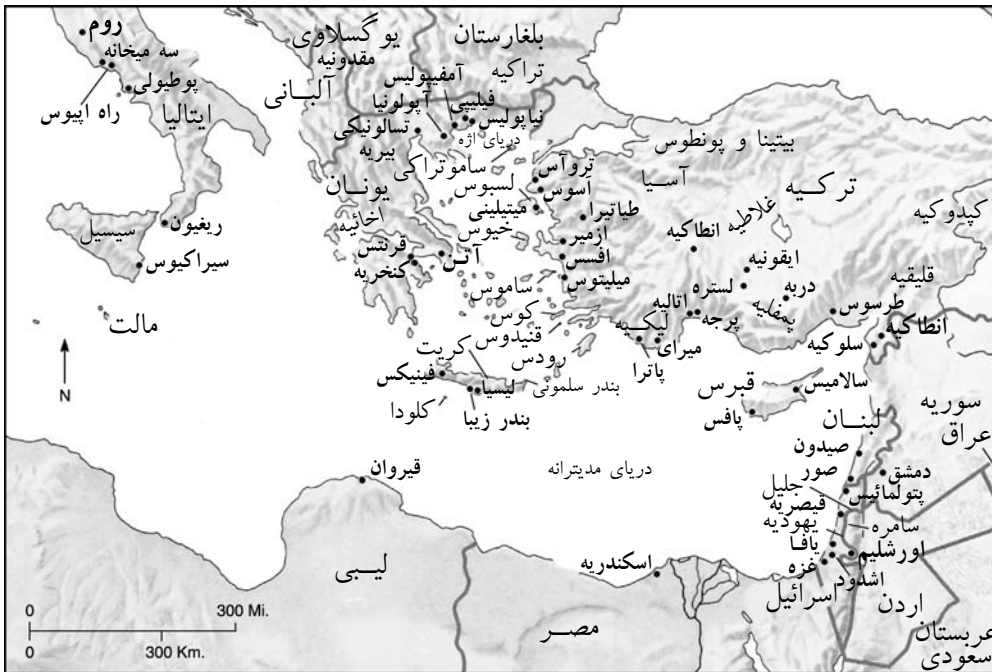 روم
سه میخانه
پوطیولی
راه اپیوس
ایتالیا
سیسیل
ریغیون
سیراکیوس
مالت
N
یوگسلاوی
مقدونیه
آلبانی
بلغارستان
تراکیه
آمفیپولیس
آپولونیا
فیلیپی
نیاپولیس
تسالونیکی
دریای اژه
بیریه
ساموتراکی
یونان
لسبوس
اخائیه
خیوس
قرنتس
آتن
کنخریه
ساموس
کوس
قنیدوس
رودس
بیتینا و پونطوس
تروآس
آسیا
ترکیه
آسوس
میتیلینی
طیاتیرا
غلاطیه
کپدوکیه
ازمیر
انطاکیه
افسس
ایقونیه
میلیتوس
لستره
دربه
قلیقیه
اتالیه
پمفلیه
طرسوس
لیکیه
پرجه
انطاکیه
میرای
سلوکیه
پاترا
کریت
فینیکس
لیسیا
بندر سلمونی
کلودا
بندر زیبا
قبرس
سالامیس
پافس
سوریه
لبنان
عراق
صیدون
دریای مدیترانه
صور
دمشق
قیروان
جلیل
پتولمائیس
قیصریه
سامره
یهودیه
یافا
اورشلیم
لیبی
اسکندریه
غزه
اشدود
اسرائیل
اردن
مصر
عربستان
سعودی
0 300 Mi.
0 300 Km.